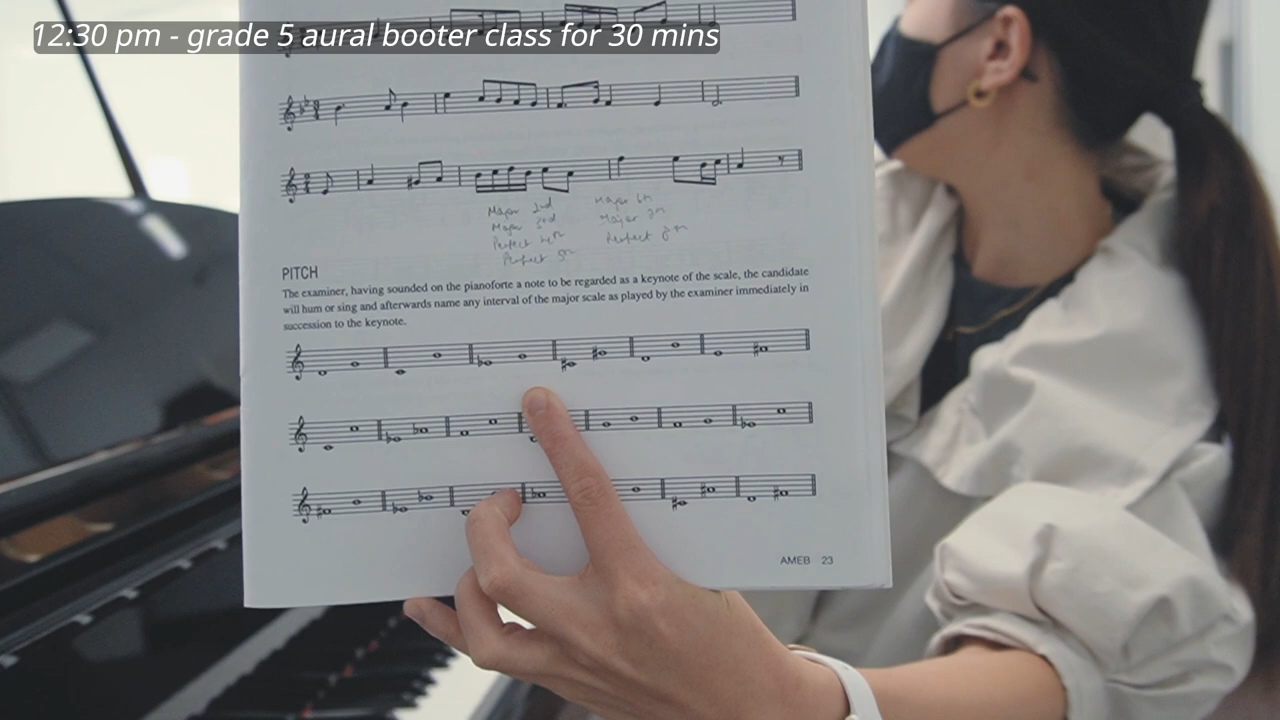 12:30 pm - grade 5 aural booter class for 30 mins
Major 2nd Major 6th
Major 3rd Major 7th
Perfect 4th Perfect 8th
Perfect 5th
PITCH
The examiner, having sounded on the pianoforte a note to be regarded as a keynote of the scale, the candidate
will hum or sing and afterwards name any interval of the major scale as played by the examiner immediately in
succession to the keynote.
AMEB 23